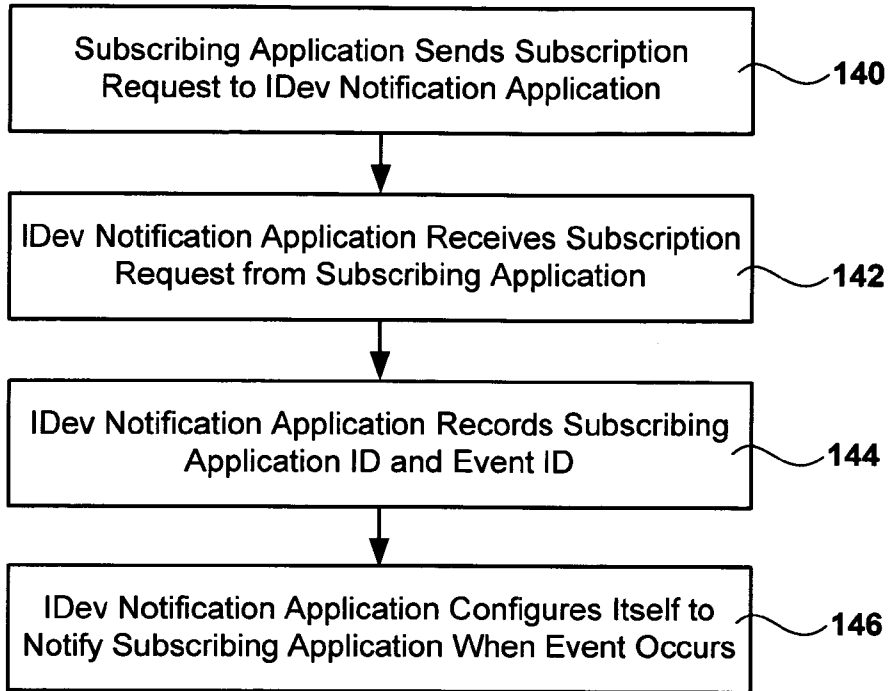 Subscribing Application Sends Subscription
Request to IDev Notification Application
140
IDev Notification Application Receives Subscription
Request from Subscribing Application
142
IDev Notification Application Records Subscribing
Application ID and Event ID
144
IDev Notification Application Configures Itself to
Notify Subscribing Application When Event Occurs
146